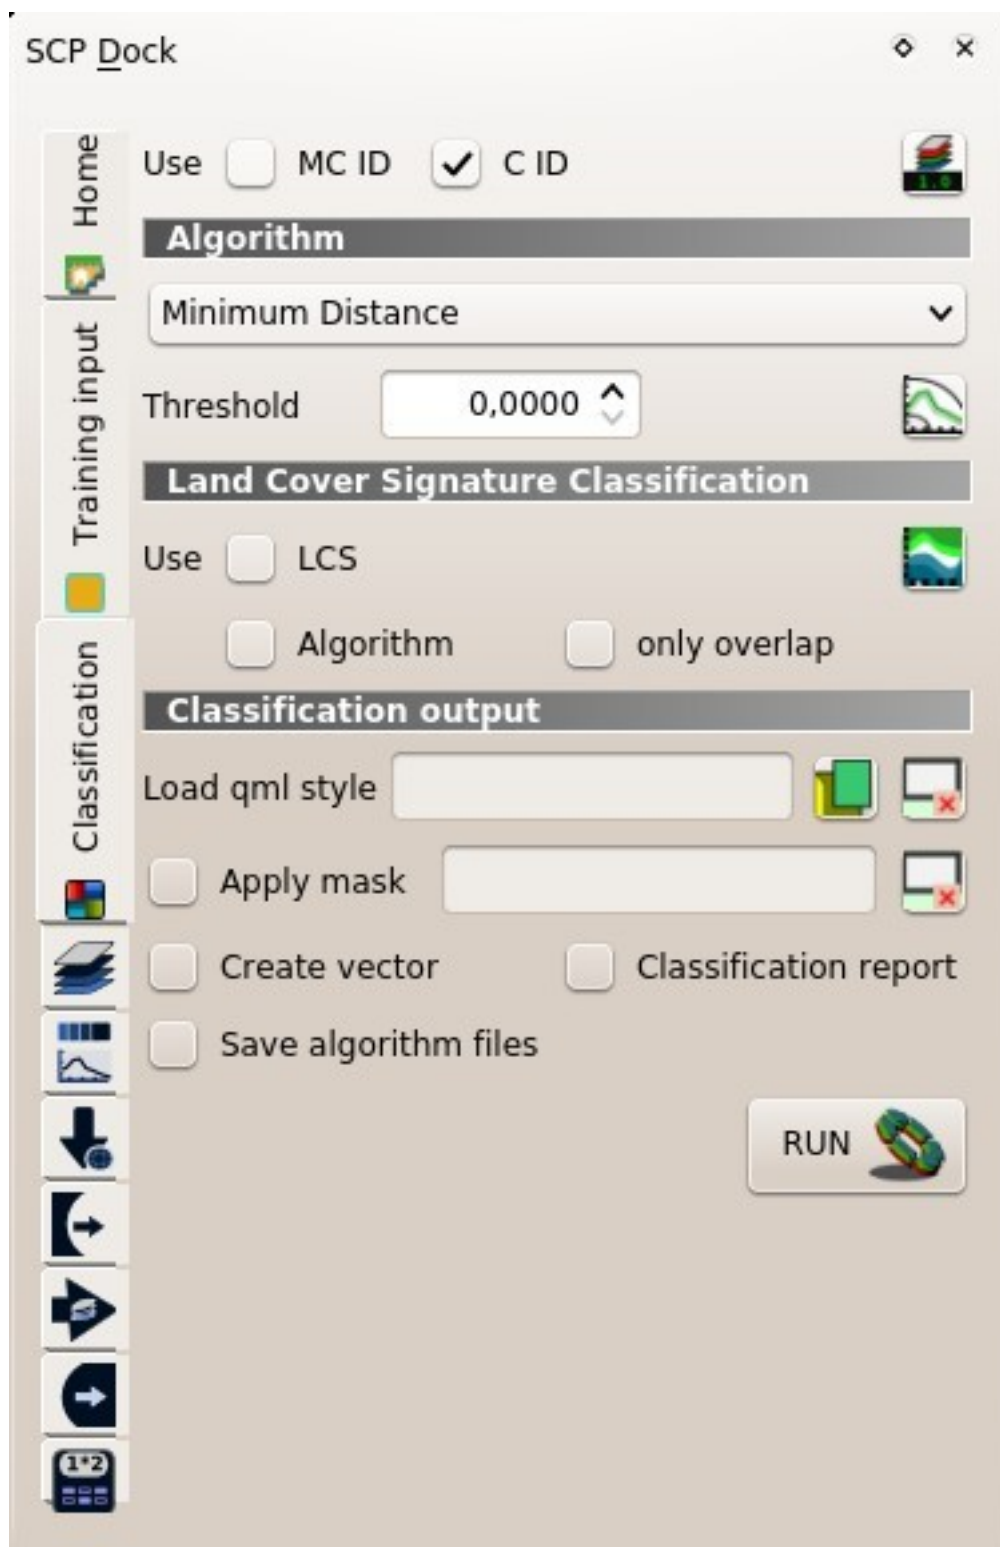 SCP Dock
Home
Use MC ID C ID
1.0
Algorithm
Minimum Distance
Training input
Threshold 0,0000
Land Cover Signature Classification
Use LCS
Algorithm only overlap
Classification
Classification output
Load qml style
Apply mask
Create vector Classification report
Save algorithm files
RUN
1*2